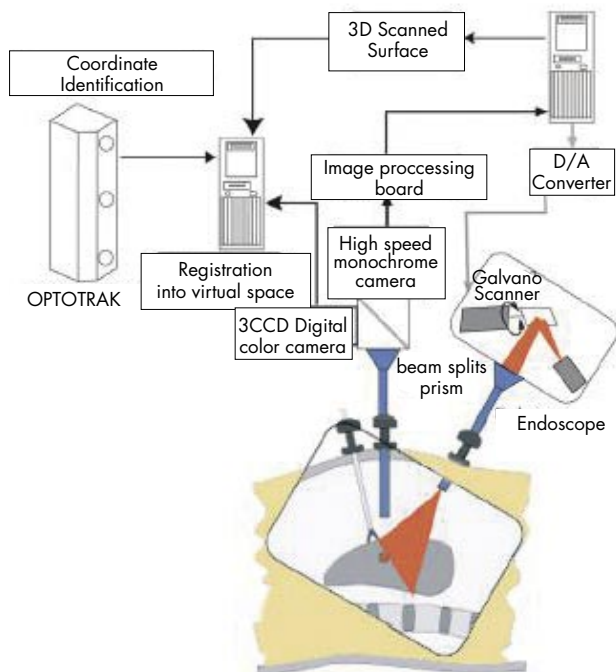 3D Scanned
Surface
Coordinate
Identification
D/A
Converter
Image proccessing
board
High speed
monochrome
camera
Registration
into virtual space
OPTOTRAK
3CCD Digital
color camera
Galvano
Scanner
beam splits
prism
Endoscope